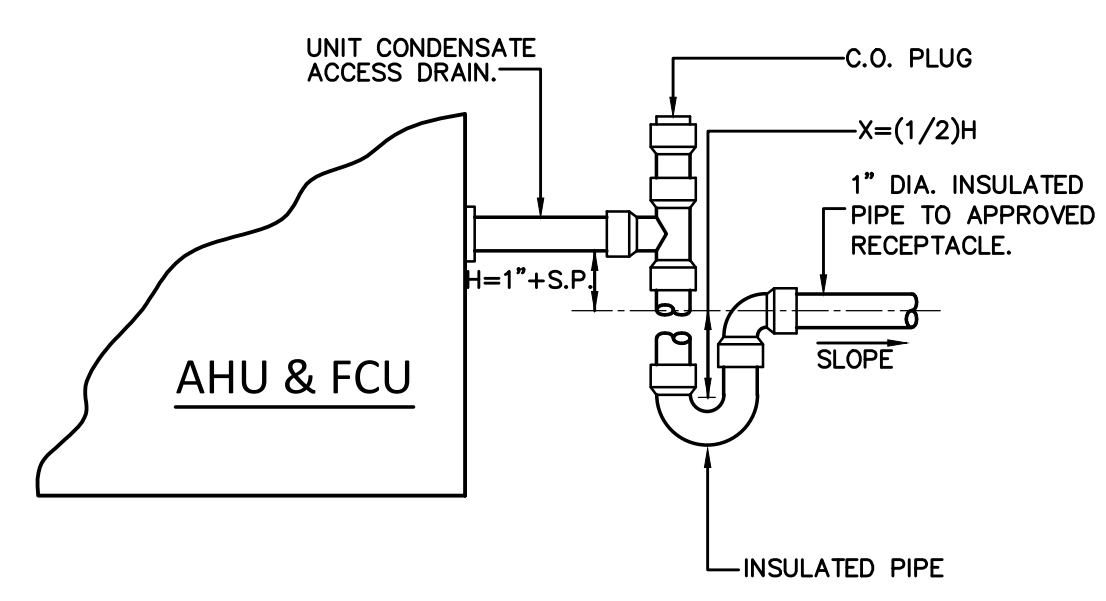 UNIT CONDENSATE
ACCESS DRAIN.
C.O. PLUG
X=(1/2)H
1" DIA. INSULATED
PIPE TO APPROVED
RECEPTACLE.
H=1"+S.P.
SLOPE
AHU & FCU
INSULATED PIPE